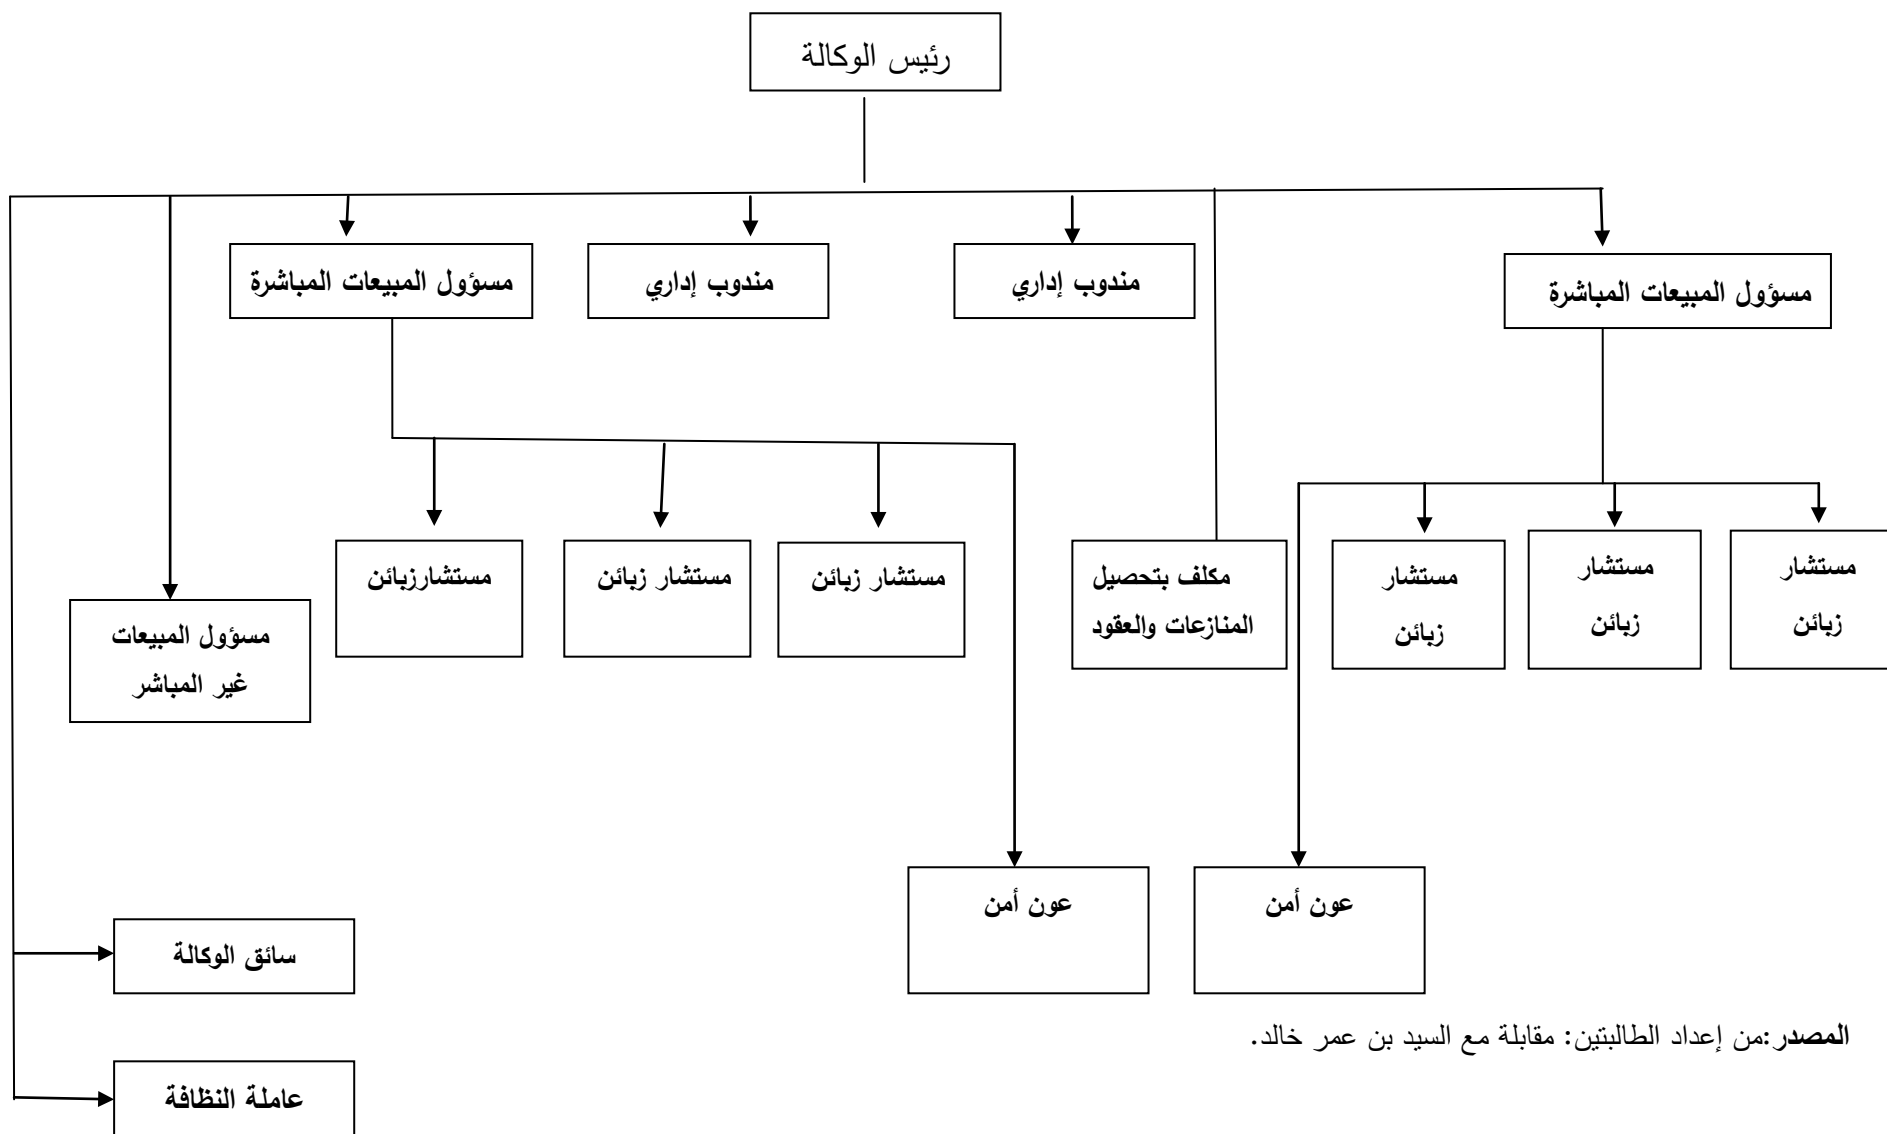 رئيس الوكالة
مسؤول المبيعات المباشرة
مندوب إداري
مندوب إداري
مسؤول المبيعات المباشرة
مستشار
زبائن
مستشار
زبائن
مستشار
زبائن
مكلف بتحصيل
المنازعات والعقود
مستشار زبائن
مستشار زبائن
مستشارزبائن
مسؤول المبيعات
غير المباشر
عون أمن
عون أمن
سائق الوكالة
المصدر:من إعداد الطالبتين: مقابلة مع السيد بن عمر خالد.
عاملة النظافة